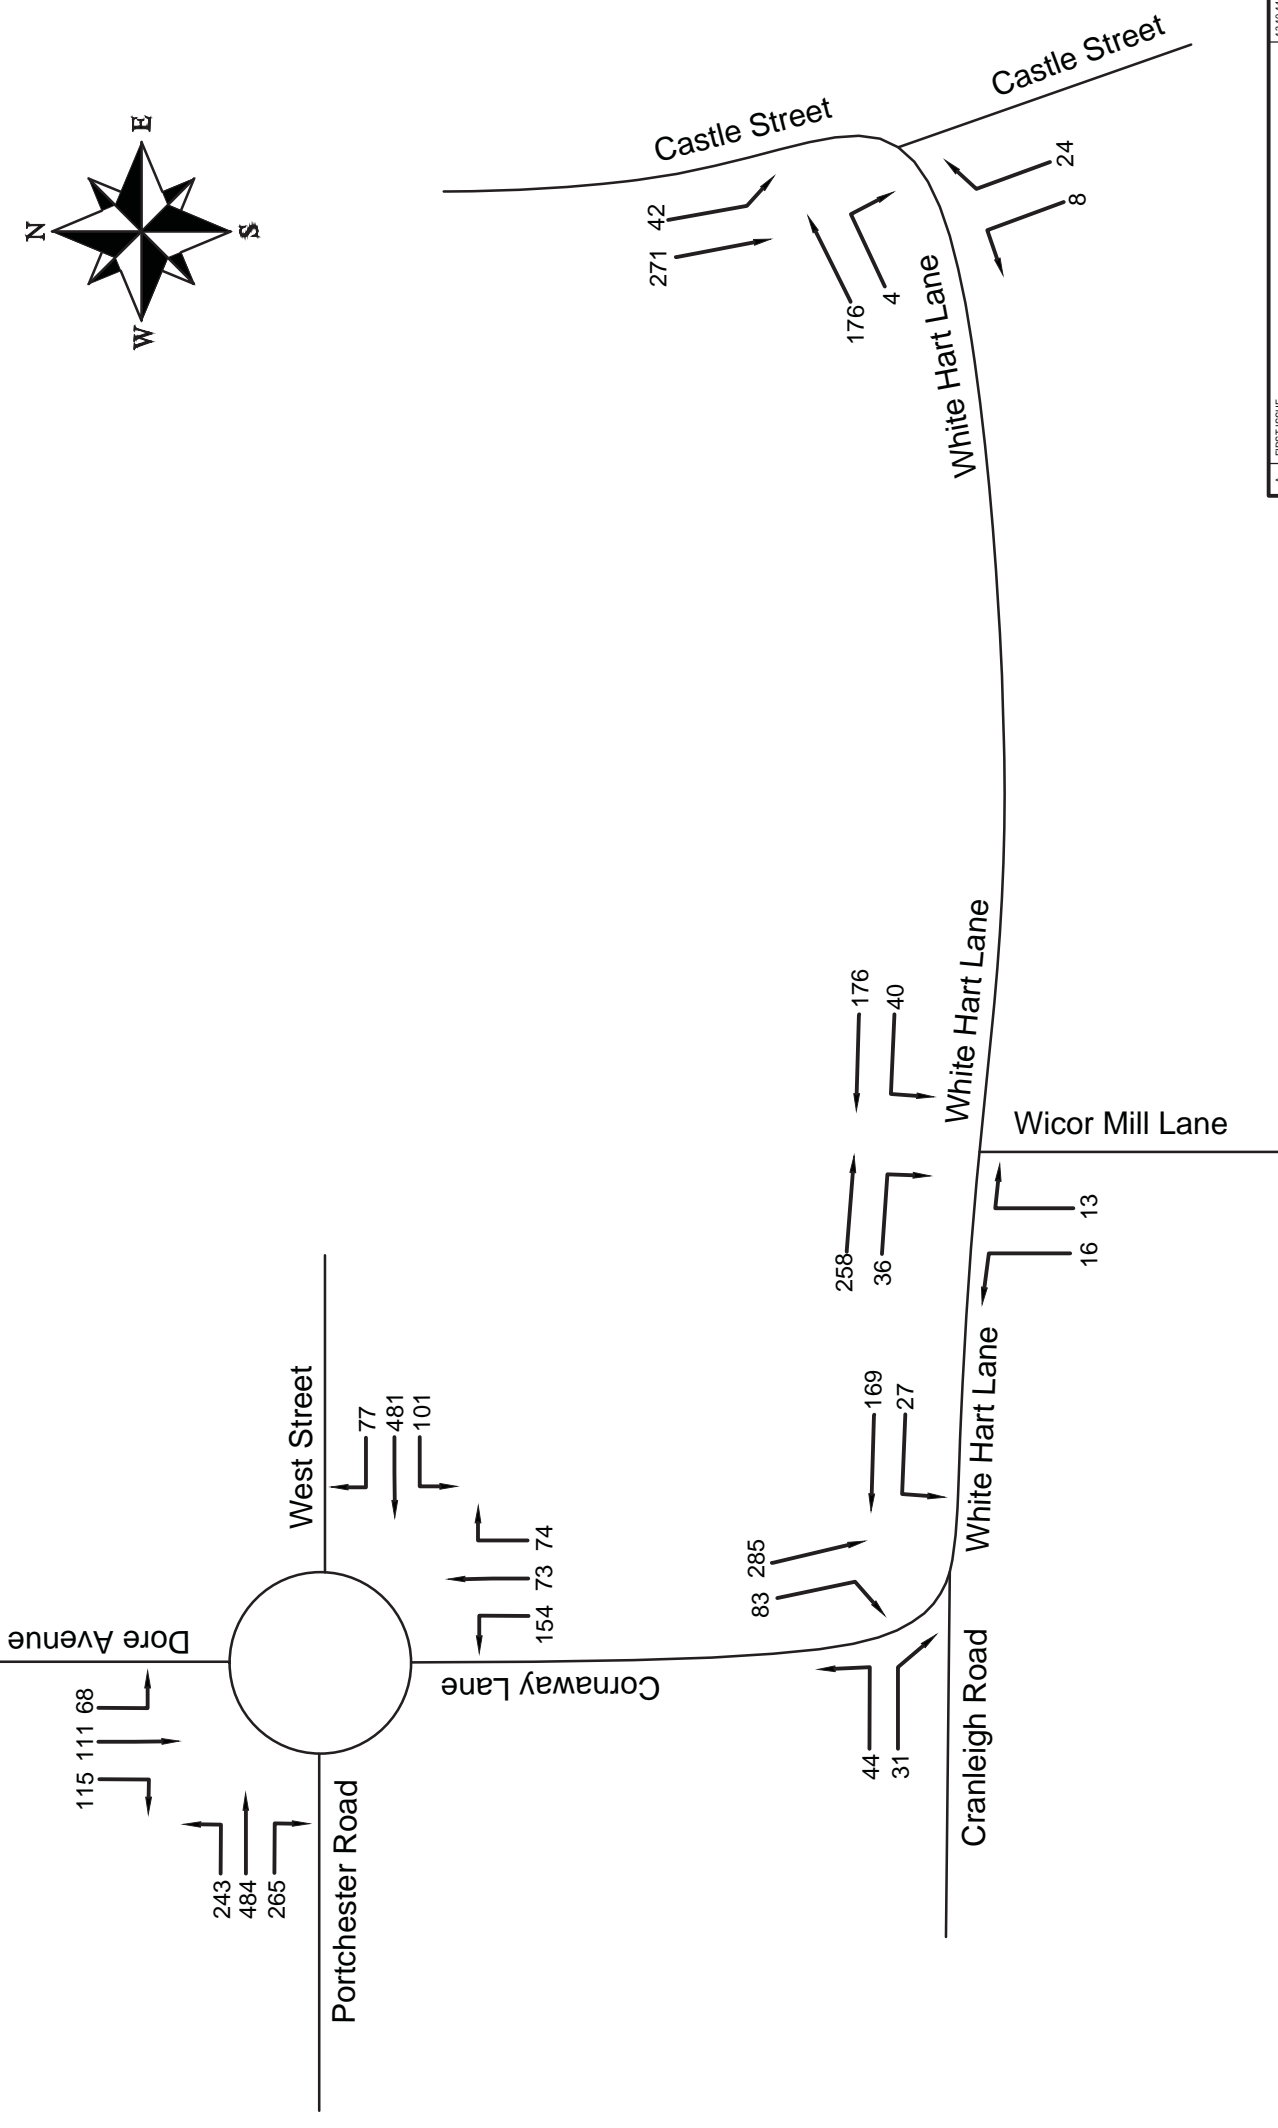 N
E
S
W
Castle Street
Castle Street
42
271
176
4
24
8
White Hart Lane
176
40
White Hart Lane
Wicor Mill Lane
258
36
13
16
West Street
77
481
101
74
73
154
Dore Avenue
68
111
115
243
484
265
Portchester Road
Cornaway Lane
169
27
285
83
White Hart Lane
44
31
Cranleigh Road